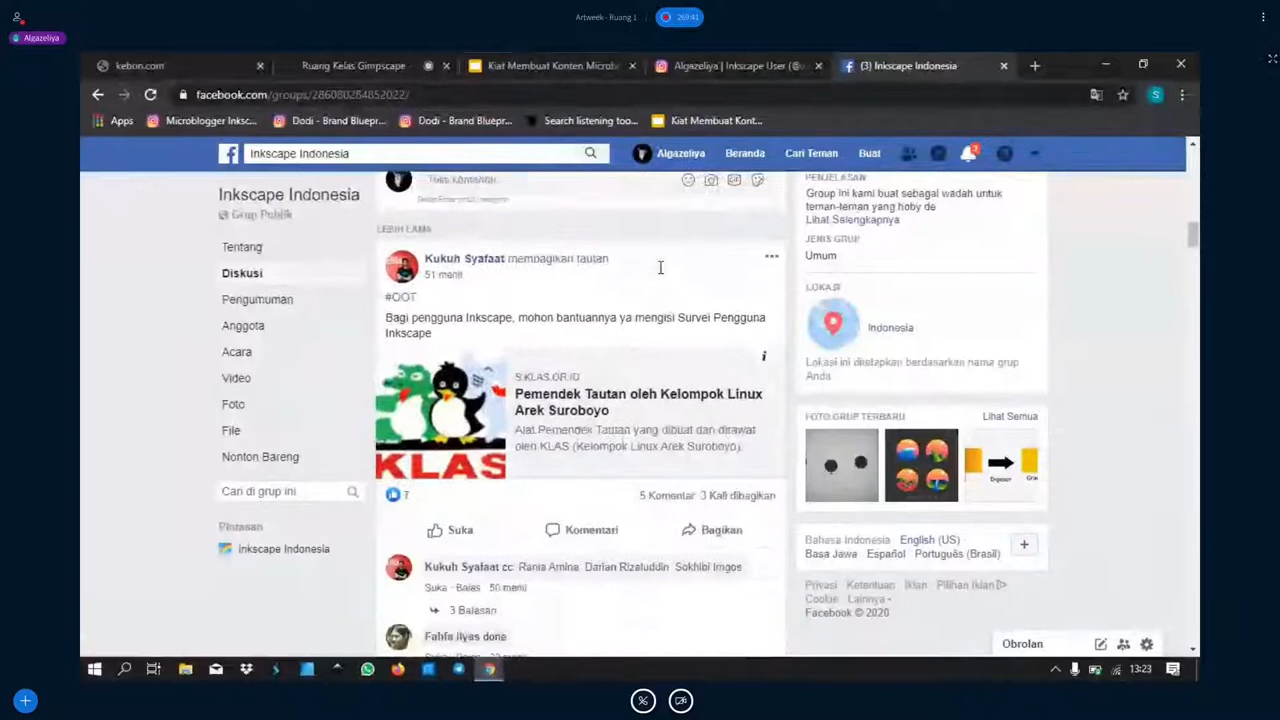 Artweek - Ruang 1
269:41
Algazeliya
kebon.com
Ruang Kelas Gimpscape
Kiat Membuat Konten Microb
Algazeliya | Inkscape User (@
(3) Inkscape Indonesia
facebook.com/groups/286080264852022/
S
Apps
Microblogger Inksc...
Dodi - Brand Bluepr...
Dodi - Brand Bluepr...
Search listening too...
Kiat Membuat Kont...
Inkscape Indonesia
Algazeliya
Beranda
Cari Teman
Buat
Inkscape Indonesia
Grup Publik
Tentang
Diskusi
Pengumuman
Anggota
Acara
Video
Foto
File
Nonton Bareng
Cari di grup ini
Pintasan
Inkscape Indonesia
LEBIH LAMA
Kukuh Syafaat membagikan tautan
51 menit
#OOT
Bagi pengguna Inkscape, mohon bantuannya ya mengisi Survei Pengguna
Inkscape
KLAS
S.KLAS.OR.ID
Pemendek Tautan oleh Kelompok Linux
Arek Suroboyo
Alat Pemendek Tautan yang dibuat dan dirawat
oleh KLAS (Kelompok Linux Arek Suroboyo).
7
5 Komentar 3 Kali dibagikan
Suka
Komentari
Bagikan
Kukuh Syafaat cc Rania Amina Darian Rizaluddin Sokhibi Imgos
Suka · Balas · 50 menit
3 Balasan
Fahfa Ilyas done
PENJELASAN
Group Ini kami buat sebagai wadah untuk
teman-teman yang hoby de
Lihat Selengkapnya
JENIS GRUP
Umum
LOKASI
Indonesia
Lokasi ini ditetapkan berdasarkan nama grup
Anda
FOTO GRUP TERBARU
Lihat Semua
Bahasa Indonesia · English (US) ·
Basa Jawa · Español · Português (Brasil)
Privasi · Ketentuan · Iklan · Pilihan Iklan
Cookie · Lainnya
Facebook © 2020
Obrolan
13:23